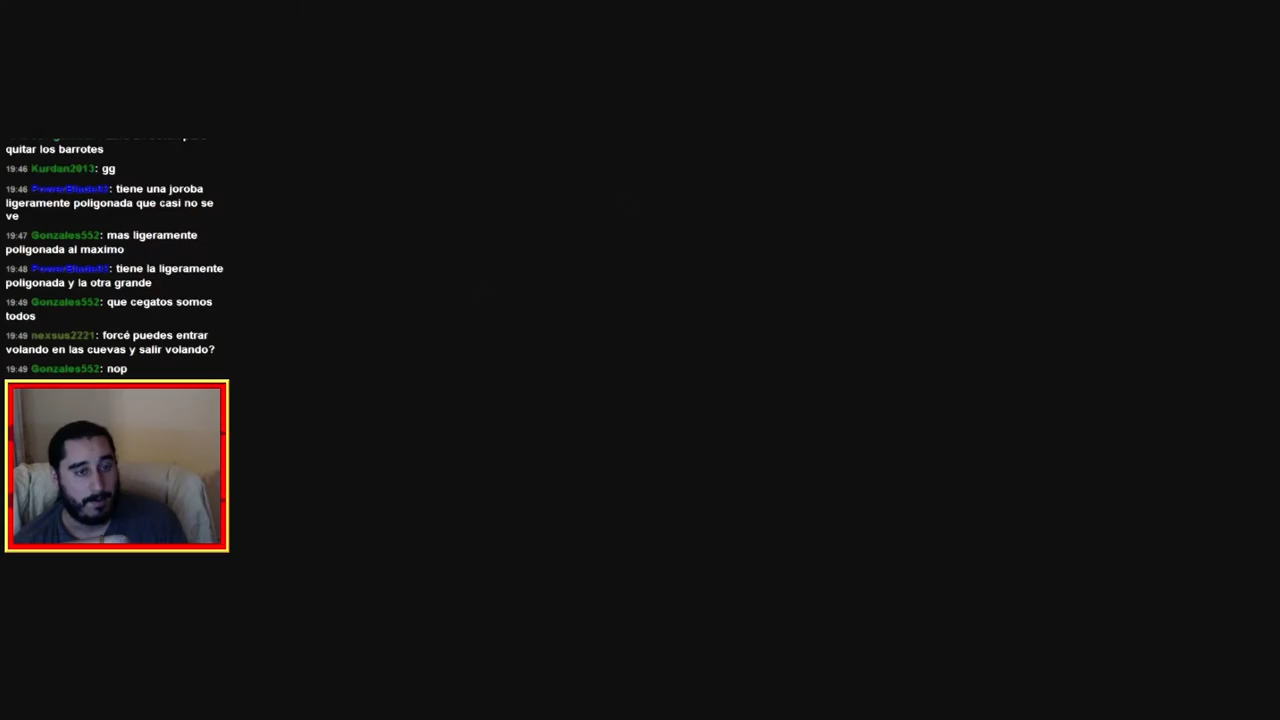 quitar los barrotes
19:46 Kurdan2013: gg
19:46 : tiene una joroba
ligeramente poligonada que casi no se
ve
19:47 Gonzales552: mas ligeramente
poligonada al maximo
19:48 : tiene la ligeramente
poligonada y la otra grande
19:49 Gonzales552: que cegatos somos
todos
19:49 nexsus2221: forcé puedes entrar
volando en las cuevas y salir volando?
19:49 Gonzales552: nop